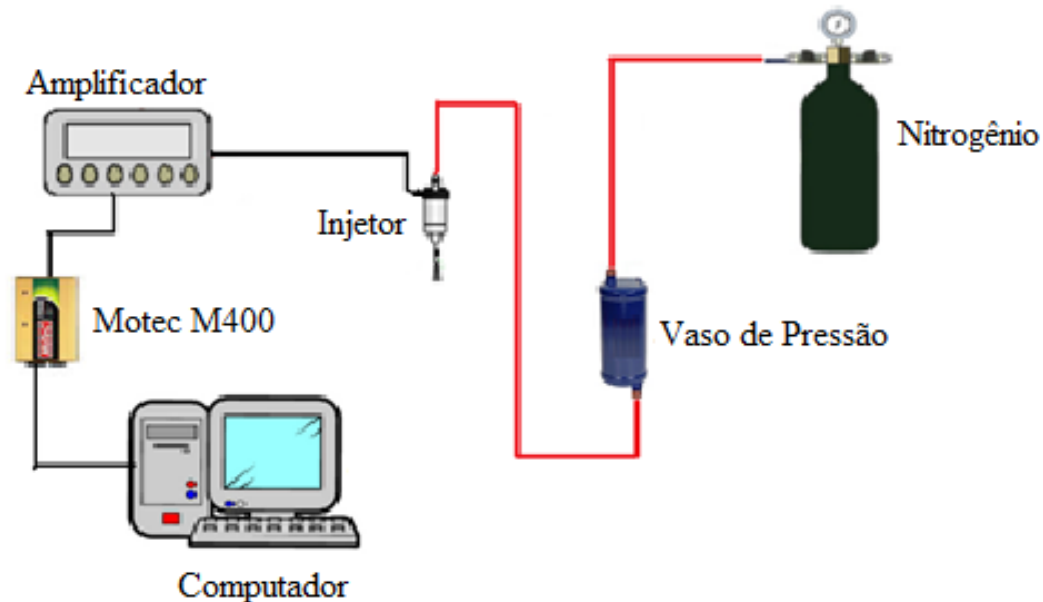 Amplificador
Nitrogênio
Injetor
Motec M400
Vaso de Pressão
Computador